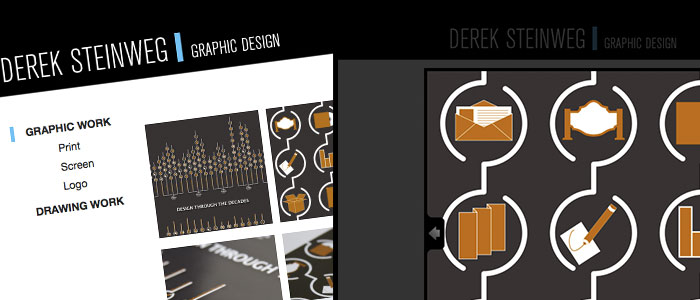 DEREK STEINWEG GRAPHIC DESIGN
GRAPHIC WORK
Print
Screen
Logo
DRAWING WORK
DESIGN THROUGH THE DECADES
THROUGH
DEREK STEINWEG GRAPHIC DESIGN